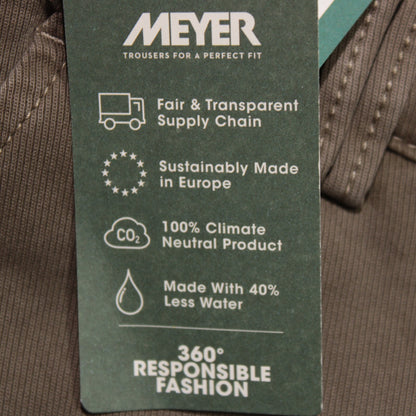 MEYER
TROUSERS FOR A PERFECT FIT
Fair & Transparent
Supply Chain
Sustainably Made
in Europe
CO₂
100% Climate
Neutral Product
Made With 40%
Less Water
360°
RESPONSIBLE
FASHION